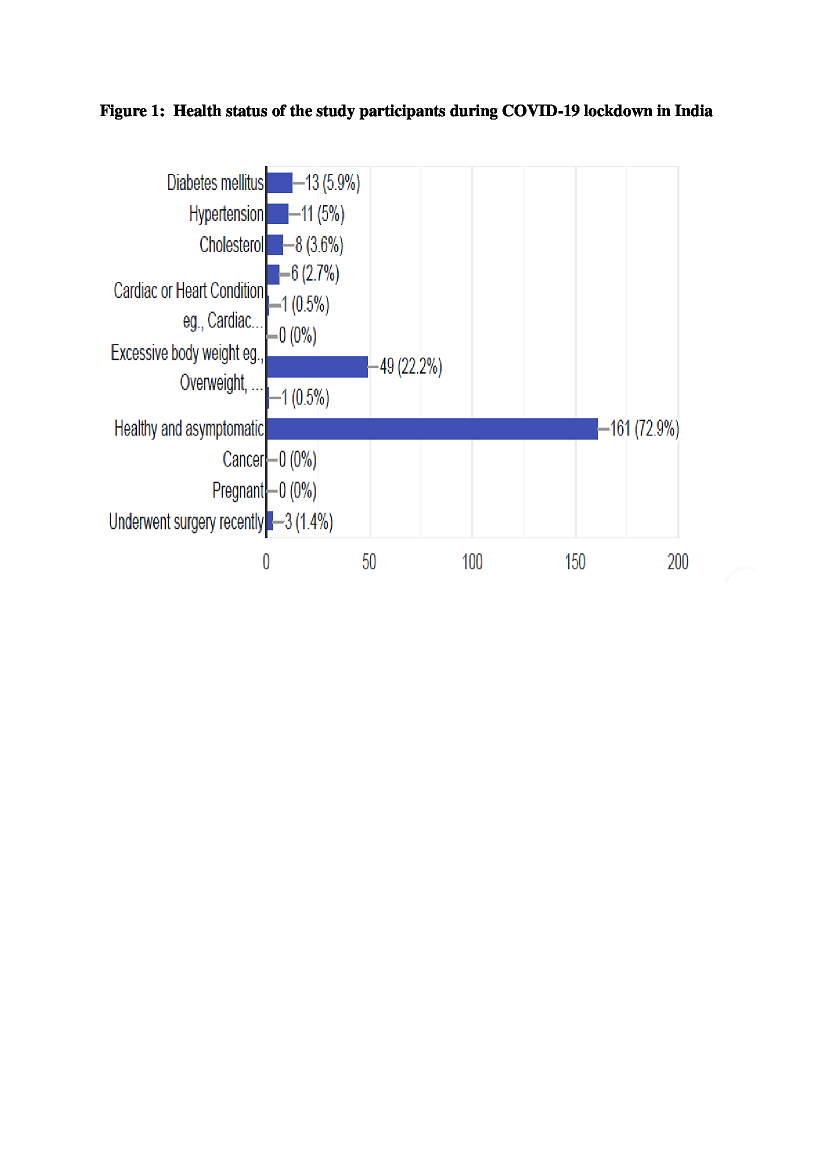 Figure 1: Health status of the study participants during COVID-19 lockdown in India
Diabetes mellitus 13 (5.9%)
Hypertension 11 (5%)
Cholesterol 8 (3.6%)
6 (2.7%)
Cardiac or Heart Condition
1 (0.5%)
eg., Cardiac...
0 (0%)
Excessive body weight eg.,
49 (22.2%)
Overweight, ...
1 (0.5%)
Healthy and asymptomatic 161 (72.9%)
Cancer 0 (0%)
Pregnant 0 (0%)
Underwent surgery recently 3 (1.4%)
0 50 100 150 200